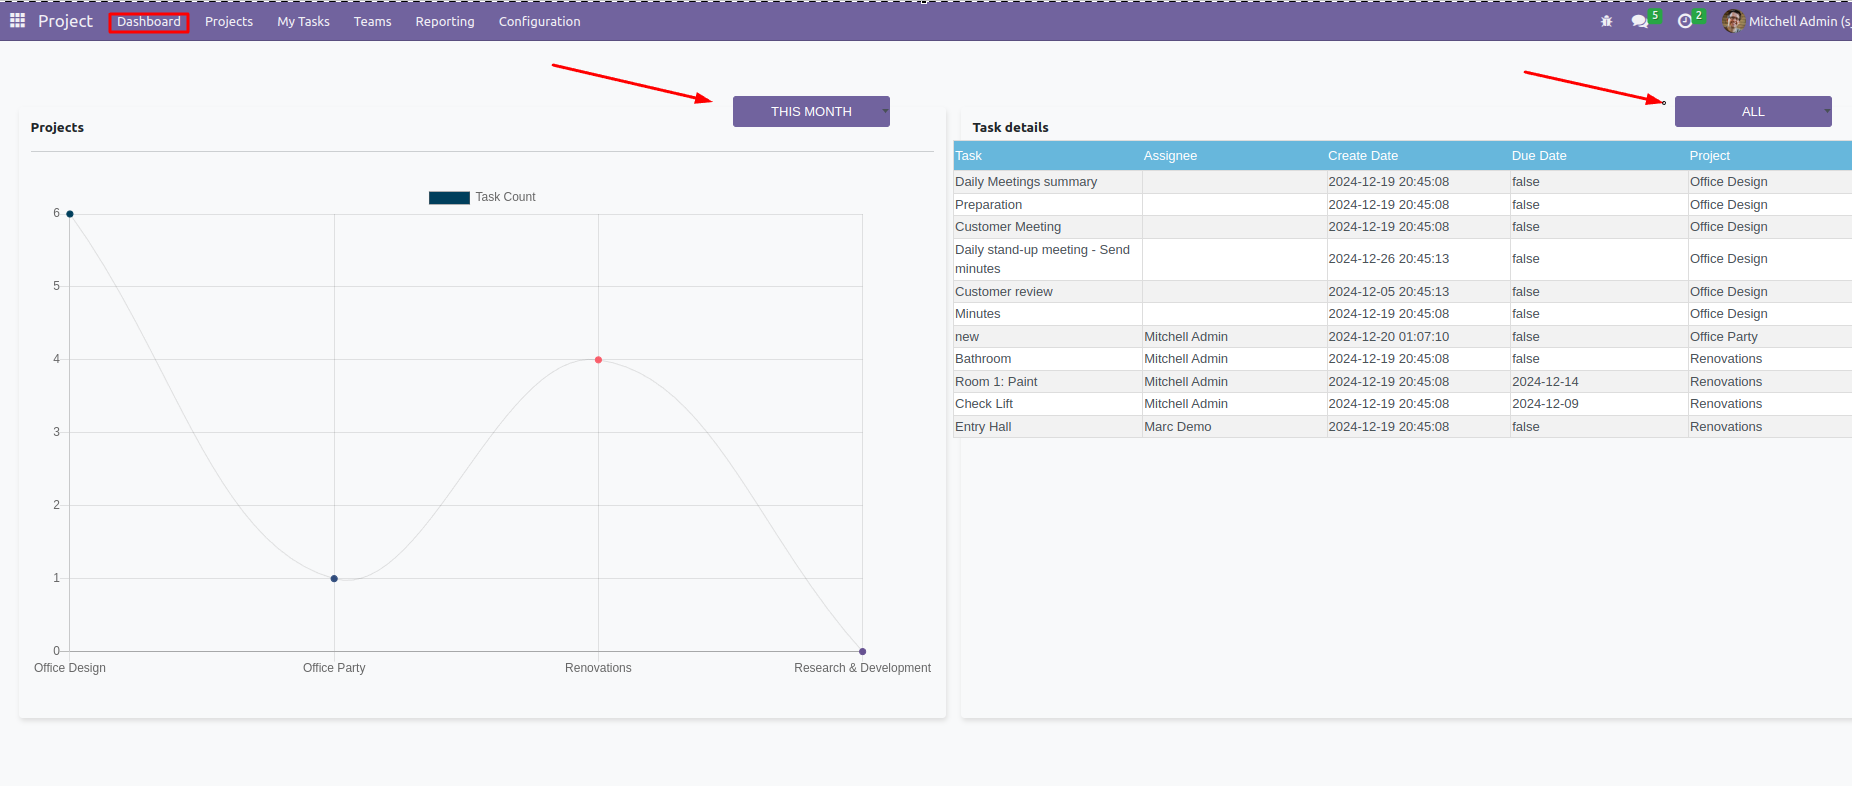 Project Dashboard Projects My Tasks Teams Reporting Configuration 5 2 Mitchell Admin (s
THIS MONTH
Projects
Task Count
6
5
4
3
2
1
0
Office Design Office Party Renovations Research & Development
ALL
Task details
Task Assignee Create Date Due Date Project
Daily Meetings summary 2024-12-19 20:45:08 false Office Design
Preparation 2024-12-19 20:45:08 false Office Design
Customer Meeting 2024-12-19 20:45:08 false Office Design
Daily stand-up meeting - Send
minutes 2024-12-26 20:45:13 false Office Design
Customer review 2024-12-05 20:45:13 false Office Design
Minutes 2024-12-19 20:45:08 false Office Design
new Mitchell Admin 2024-12-20 01:07:10 false Office Party
Bathroom Mitchell Admin 2024-12-19 20:45:08 false Renovations
Room 1: Paint Mitchell Admin 2024-12-19 20:45:08 2024-12-14 Renovations
Check Lift Mitchell Admin 2024-12-19 20:45:08 2024-12-09 Renovations
Entry Hall Marc Demo 2024-12-19 20:45:08 false Renovations